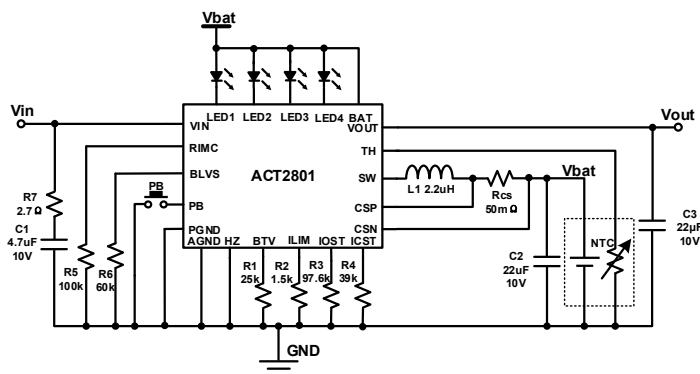 Vbat
LED1 LED2 LED3 LED4 BAT
Vin
VIN
VOUT
Vout
RIMC
TH
BLVS
ACT2801
SW
L1 2.2uH
Rcs
50mΩ
Vbat
PB
PB
CSP
R7
2.7Ω
PGND
CSN
C1
4.7uF
10V
AGND HZ BTV ILIM IOST ICST
R5
100k
R6
60k
R1
25k
R2
1.5k
R3
97.6k
R4
39k
C2
22uF
10V
NTC
C3
22µF
10V
GND